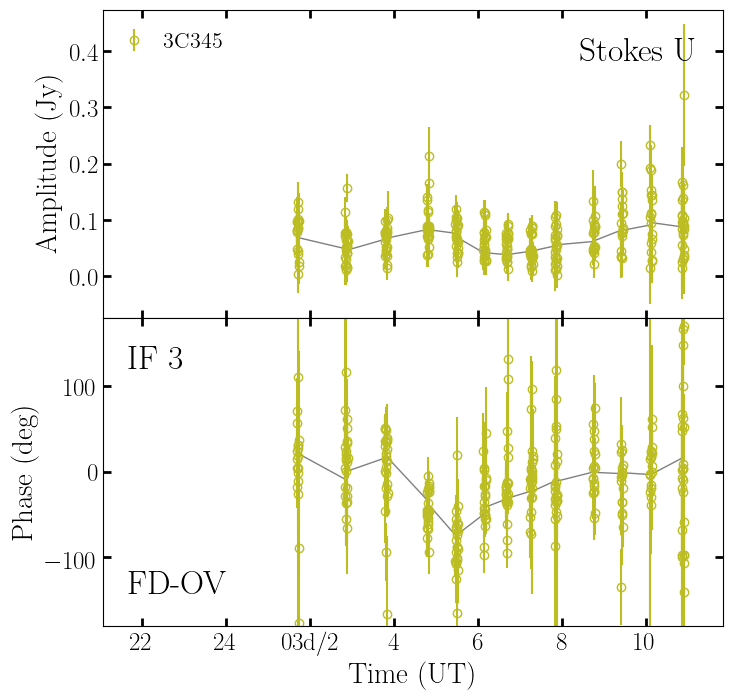 3C345
Stokes U
0.4
0.3
0.2
0.1
0.0
Amplitude (Jy)
IF 3
100
0
−100
Phase (deg)
FD-OV
22 24 03d/2 4 6 8 10
Time (UT)